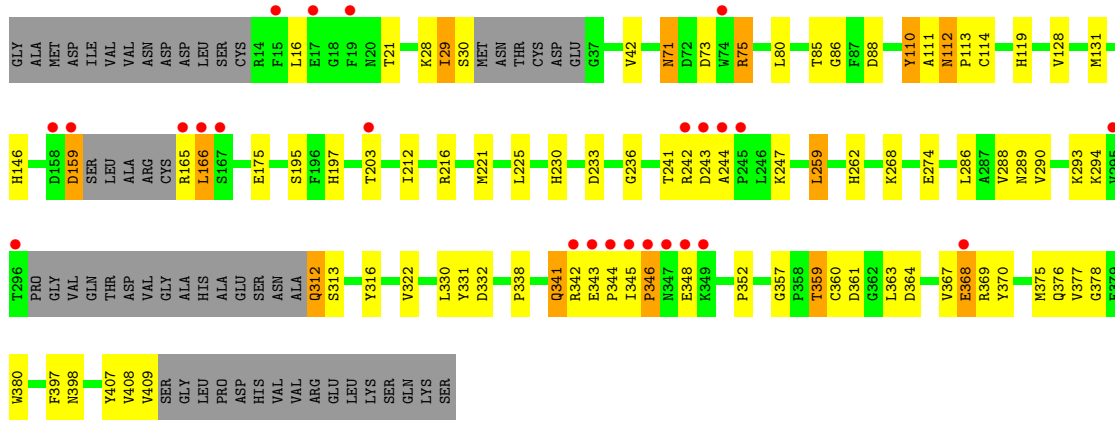 GLY ALA MET ASP ILE VAL VAL ASN ASP ASP LEU SER CYS R14 F15 L16 E17 G18 F19 N20 T21 K28 I29 S30 MET ASN THR CYS ASP GLU G37 V42 N71 D72 D73 W74 R75 L80 T85 G86 F87 D88 Y110 A111 N112 P113 C114 H119 V128 M131
H146 D158 D159 SER LEU ALA ARG CYS R165 L166 S167 E175 S195 F196 H197 T203 I212 R216 M221 L225 H230 D233 G236 T241 R242 D243 A244 P245 L246 K247 L259 H262 K268 E274 L286 A287 V288 N289 V290 K293 K294 V295
T296 PRO GLY VAL GLN THR ASP VAL VAL GLY ALA HIS ALA GLU SER ASN ALA Q312 S313 Y316 V322 L330 Y331 D332 P338 Q341 R342 E343 P344 I345 P346 N347 E348 K349 P352 G357 P358 T359 C360 D361 G362 L363 D364 V367 E368 R369 Y370 M375 Q376 V377 G378 E379
W380 F397 N398 Y407 V408 V409 SER GLY LEU PRO ASP HIS VAL VAL ARG GLU LEU LYS SER GLN LYS SER